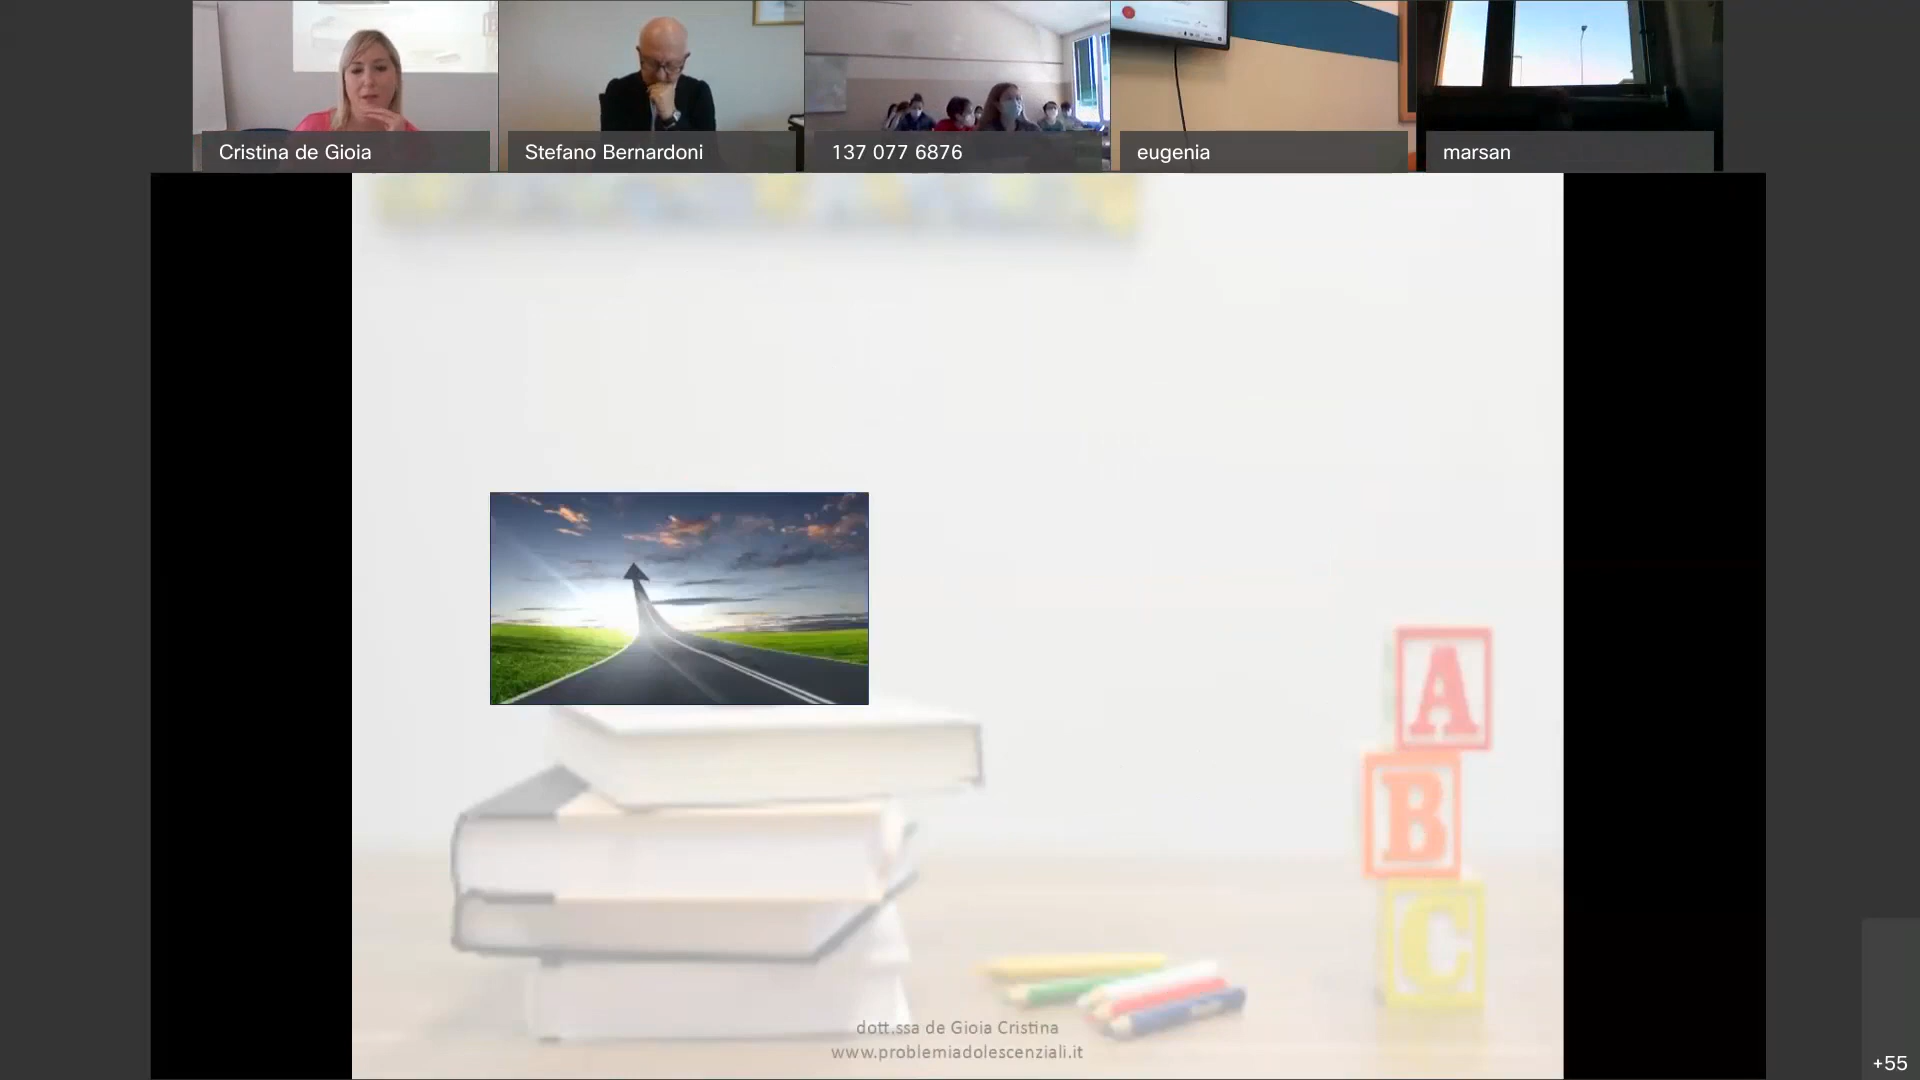 Cristina de Gioia
Stefano Bernardoni
137 077 6876
eugenia
marsan
A
B
C
dott.ssa de Gioia Cristina
www.problemiadolescenziali.it
+55